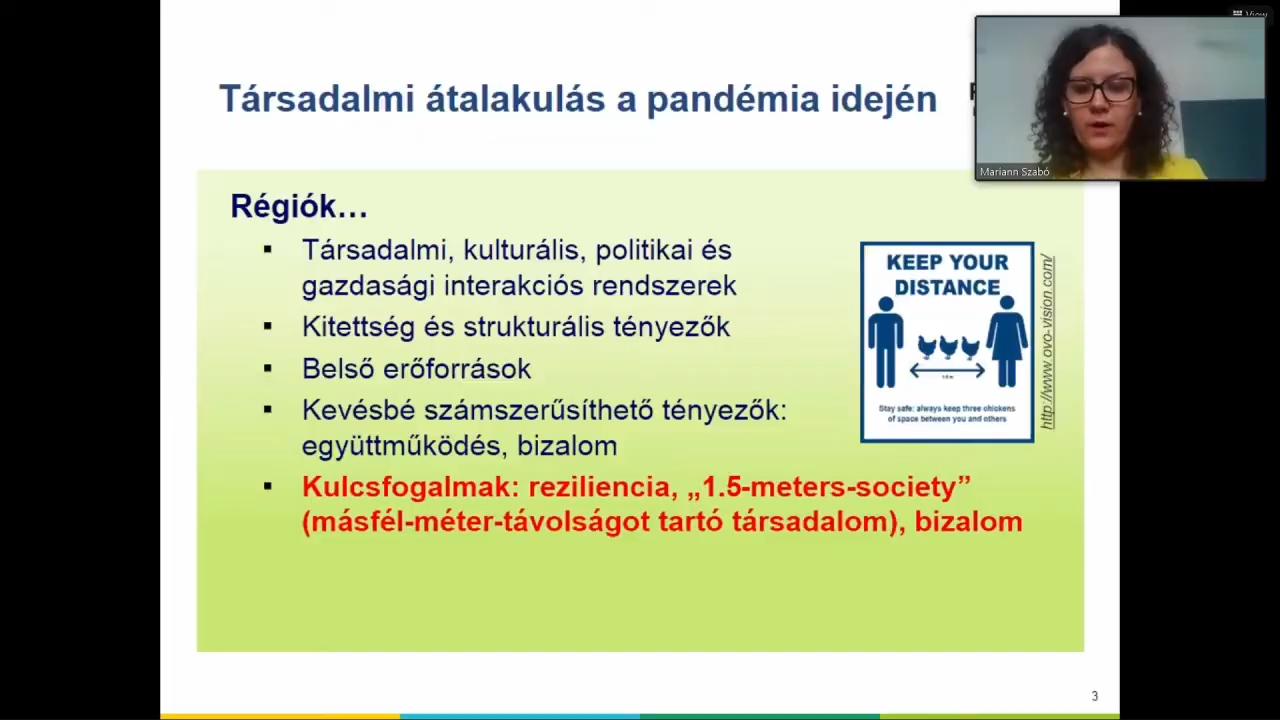 View
Társadalmi átalakulás a pandémia idején
Mariann Szabó
Régiók…
▪ Társadalmi, kulturális, politikai és
gazdasági interakciós rendszerek
▪ Kitettség és strukturális tényezők
▪ Belső erőforrások
▪ Kevésbé számszerűsíthető tényezők:
együttműködés, bizalom
▪ Kulcsfogalmak: reziliencia, „1.5-meters-society”
(másfél-méter-távolságot tartó társadalom), bizalom
KEEP YOUR
DISTANCE
Stay safe: always keep three chickens
of space between you and others
http://www.ovo-vision.com/
3